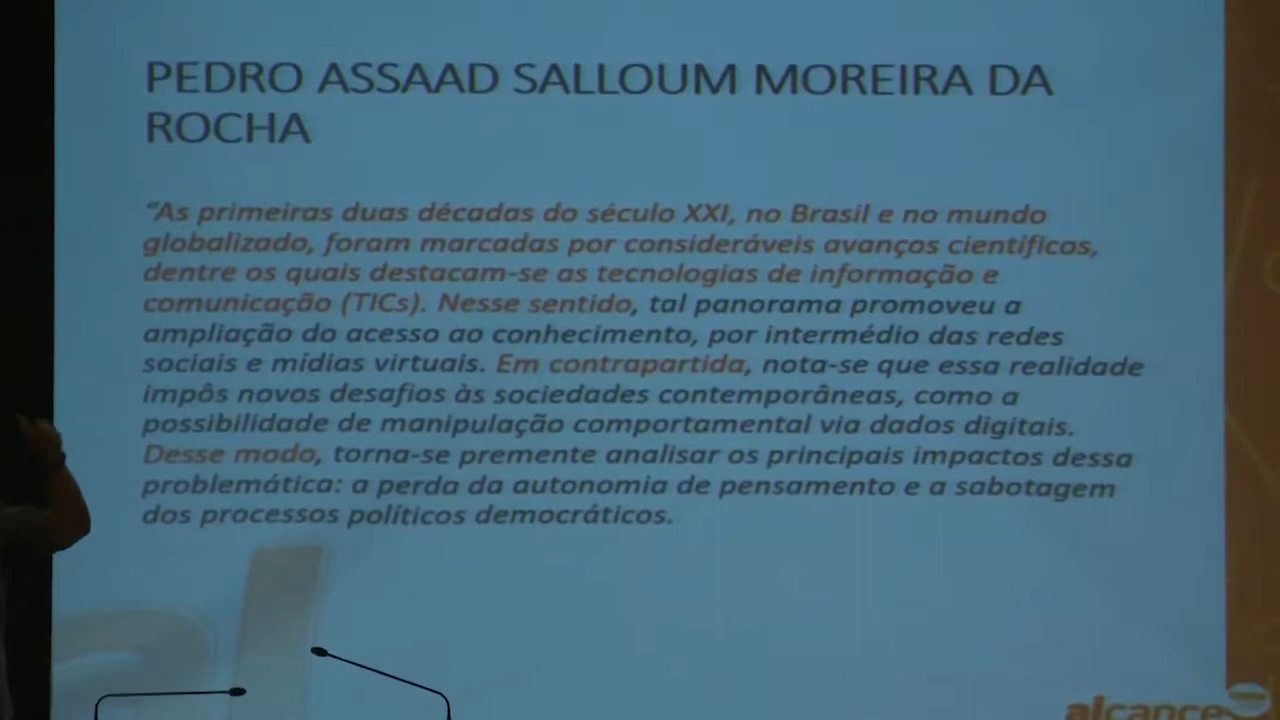 PEDRO ASSAAD SALLOUM MOREIRA DA
ROCHA
"As primeiras duas décadas do século XXI, no Brasil e no mundo
globalizado, foram marcadas por consideráveis avanços científicos,
dentre os quais destacam-se as tecnologias de informação e
comunicação (TICs). Nesse sentido, tal panorama promoveu a
ampliação do acesso ao conhecimento, por intermédio das redes
sociais e mídias virtuais. Em contrapartida, nota-se que essa realidade
impôs novos desafios às sociedades contemporâneas, como a
possibilidade de manipulação comportamental via dados digitais.
Desse modo, torna-se premente analisar os principais impactos dessa
problemática: a perda da autonomia de pensamento e a sabotagem
dos processos políticos democráticos.
alcance